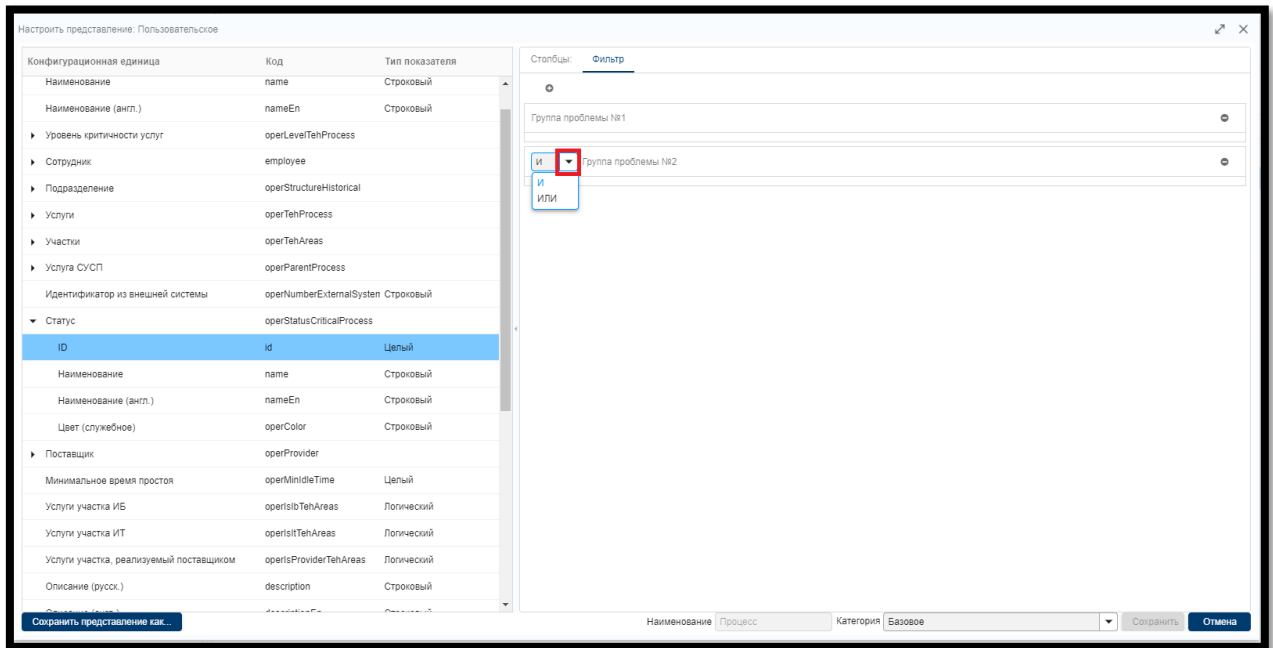 Настроить представление: Пользовательское
Конфигурационная единица Код Тип показателя
Наименование name Строковый
Наименование (англ.) nameEn Строковый
Уровень критичности услуг operLevelTehProcess
Сотрудник employee
Подразделение operStructureHistorical
Услуги operTehProcess
Участки operTehAreas
Услуга СУСП operParentProcess
Идентификатор из внешней системы operNumberExternalSysten Строковый
Статус operStatusCriticalProcess
ID id Целый
Наименование name Строковый
Наименование (англ.) nameEn Строковый
Цвет (служебное) operColor Строковый
Поставщик operProvider
Минимальное время простоя operMinIdleTime Целый
Услуги участка ИБ operIsIbTehAreas Логический
Услуги участка ИТ operIsItTehAreas Логический
Услуги участка, реализуемый поставщиком operIsProviderTehAreas Логический
Описание (русск.) description Строковый
Столбцы: Фильтр
Группа проблемы №1
И Группа проблемы №2
И
ИЛИ
Сохранить представление как... Наименование Процесс Категория Базовое Сохранить Отмена